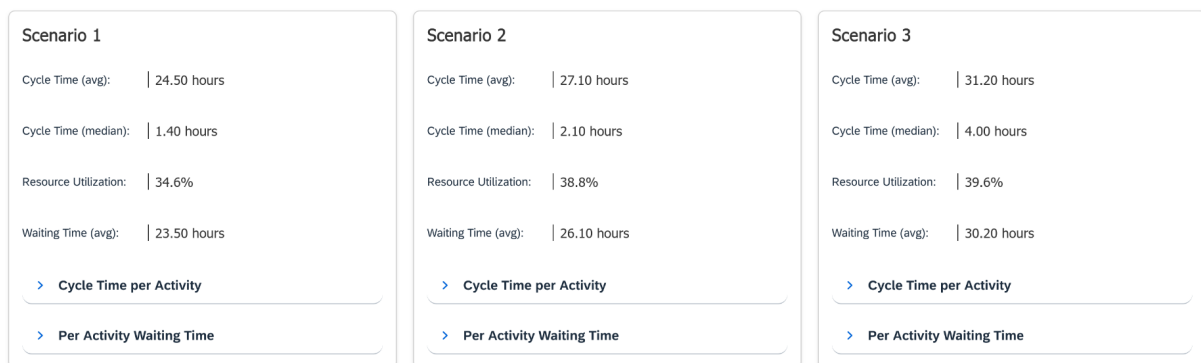 Scenario 1
Cycle Time (avg): 24.50 hours
Cycle Time (median): 1.40 hours
Resource Utilization: 34.6%
Waiting Time (avg): 23.50 hours
Cycle Time per Activity
Per Activity Waiting Time
Scenario 2
Cycle Time (avg): 27.10 hours
Cycle Time (median): 2.10 hours
Resource Utilization: 38.8%
Waiting Time (avg): 26.10 hours
Cycle Time per Activity
Per Activity Waiting Time
Scenario 3
Cycle Time (avg): 31.20 hours
Cycle Time (median): 4.00 hours
Resource Utilization: 39.6%
Waiting Time (avg): 30.20 hours
Cycle Time per Activity
Per Activity Waiting Time